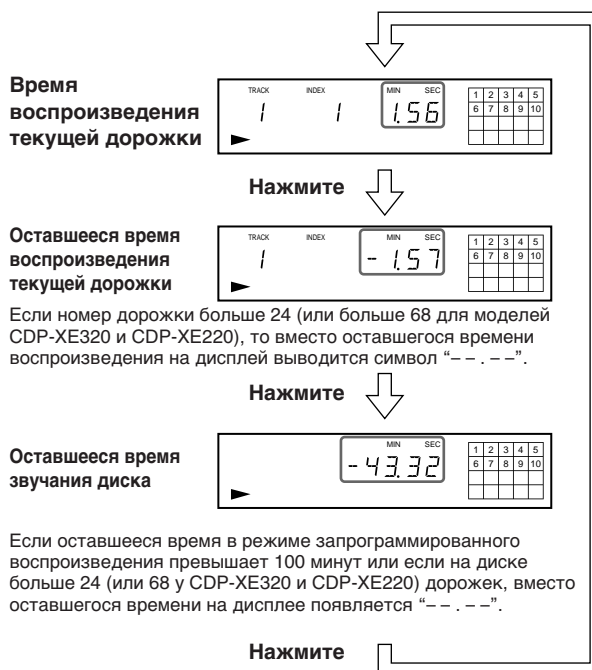 Время
воспроизведения
текущей дорожки
TRACK INDEX MIN SEC
1 1 1.56
1 2 3 4 5
6 7 8 9 10
Нажмите
Оставшееся время
воспроизведения
текущей дорожки
TRACK INDEX MIN SEC
1 - 1.57
1 2 3 4 5
6 7 8 9 10
Если номер дорожки больше 24 (или больше 68 для моделей
CDP-XE320 и CDP-XE220), то вместо оставшегося времени
воспроизведения на дисплей выводится символ “– – . – –”.
Нажмите
Оставшееся время
звучания диска
MIN SEC
- 43.32
1 2 3 4 5
6 7 8 9 10
Если оставшееся время в режиме запрограммированного
воспроизведения превышает 100 минут или если на диске
больше 24 (или 68 у CDP-XE320 и CDP-XE220) дорожек, вместо
оставшегося времени на дисплее появляется “– – . – –”.
Нажмите